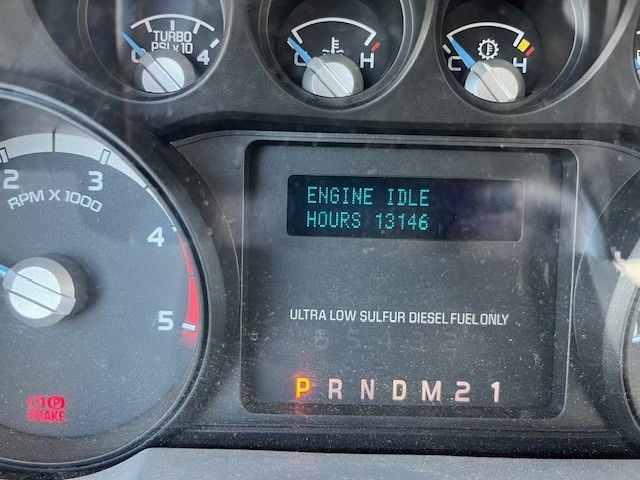 TURBO
PSI x 10
0 4
C H
C H
2 3
RPM X 1000
4
5
ENGINE IDLE
HOURS 13146
ULTRA LOW SULFUR DIESEL FUEL ONLY
P R N D M 2 1
(!) (P)
BRAKE